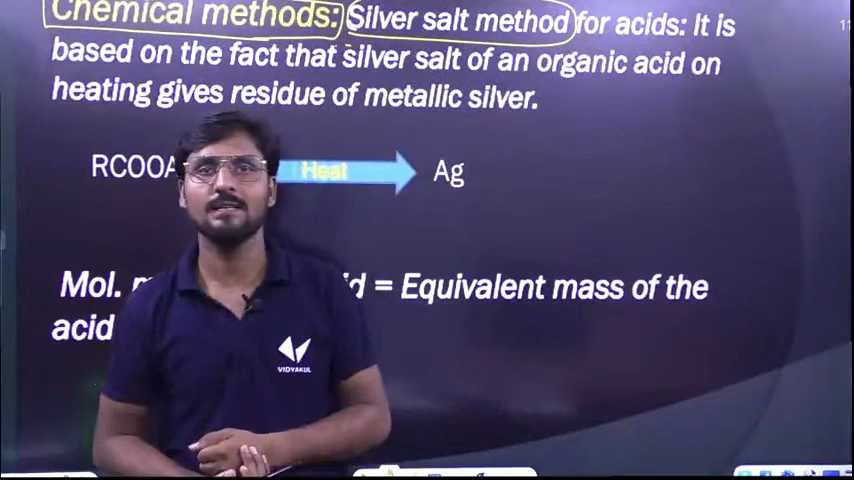 Chemical methods: Silver salt method for acids: It is
based on the fact that silver salt of an organic acid on
heating gives residue of metallic silver.
RCOOA Heat Ag
Mol. = Equivalent mass of the
acid
VIDYAKUL